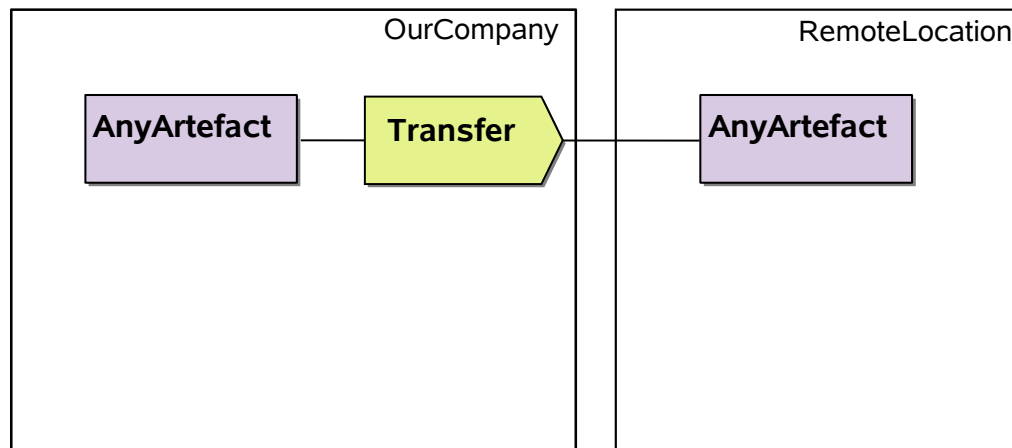 OurCompany
RemoteLocation
AnyArtefact
Transfer
AnyArtefact